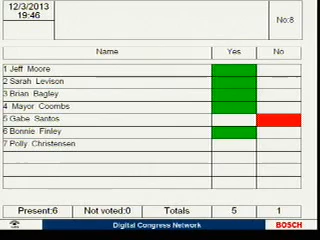 12/3/2013
19:46
No:8
Name Yes No
1 Jeff Moore
2 Sarah Levison
3 Brian Bagley
4 Mayor Coombs
5 Gabe Santos
6 Bonnie Finley
7 Polly Christensen
Present:6 Not voted:0 Totals 5 1
Digital Congress Network BOSCH